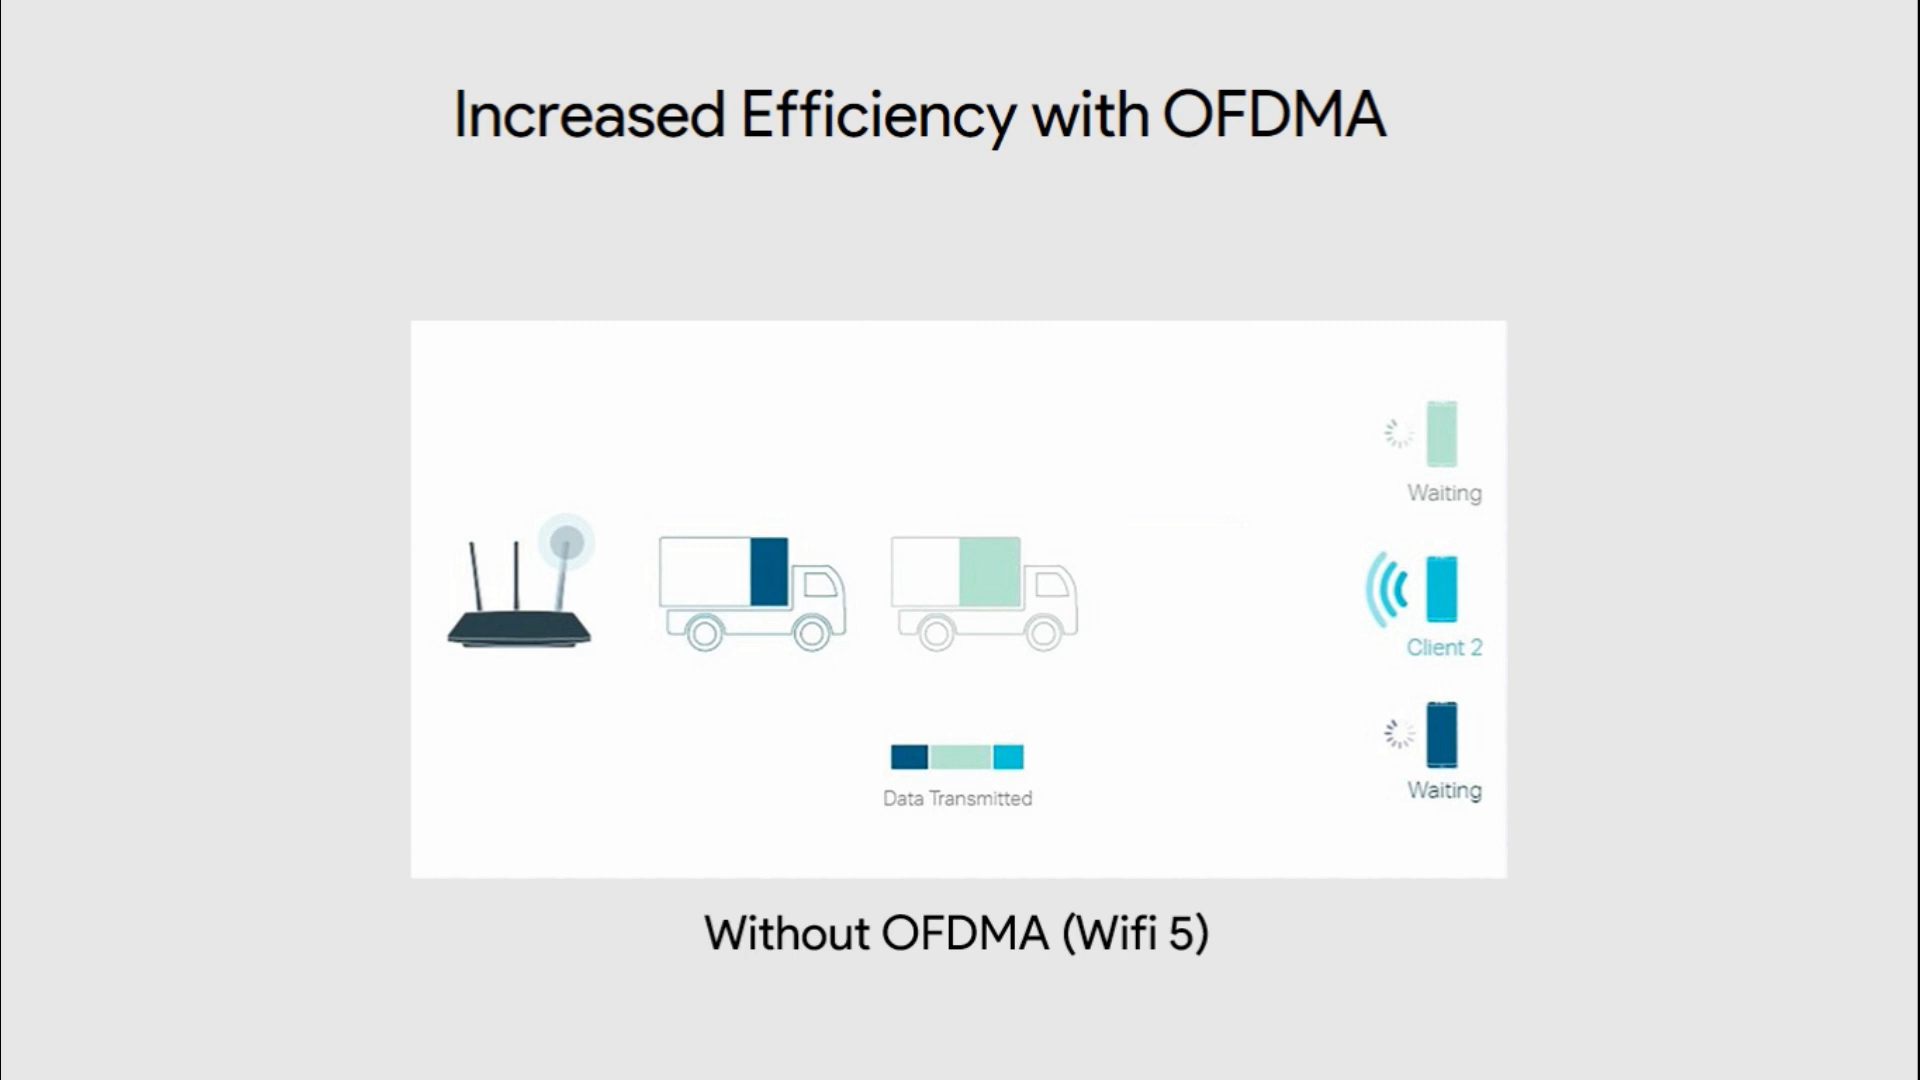 Increased Efficiency with OFDMA
Waiting
Client 2
Waiting
Data Transmitted
Without OFDMA (Wifi 5)